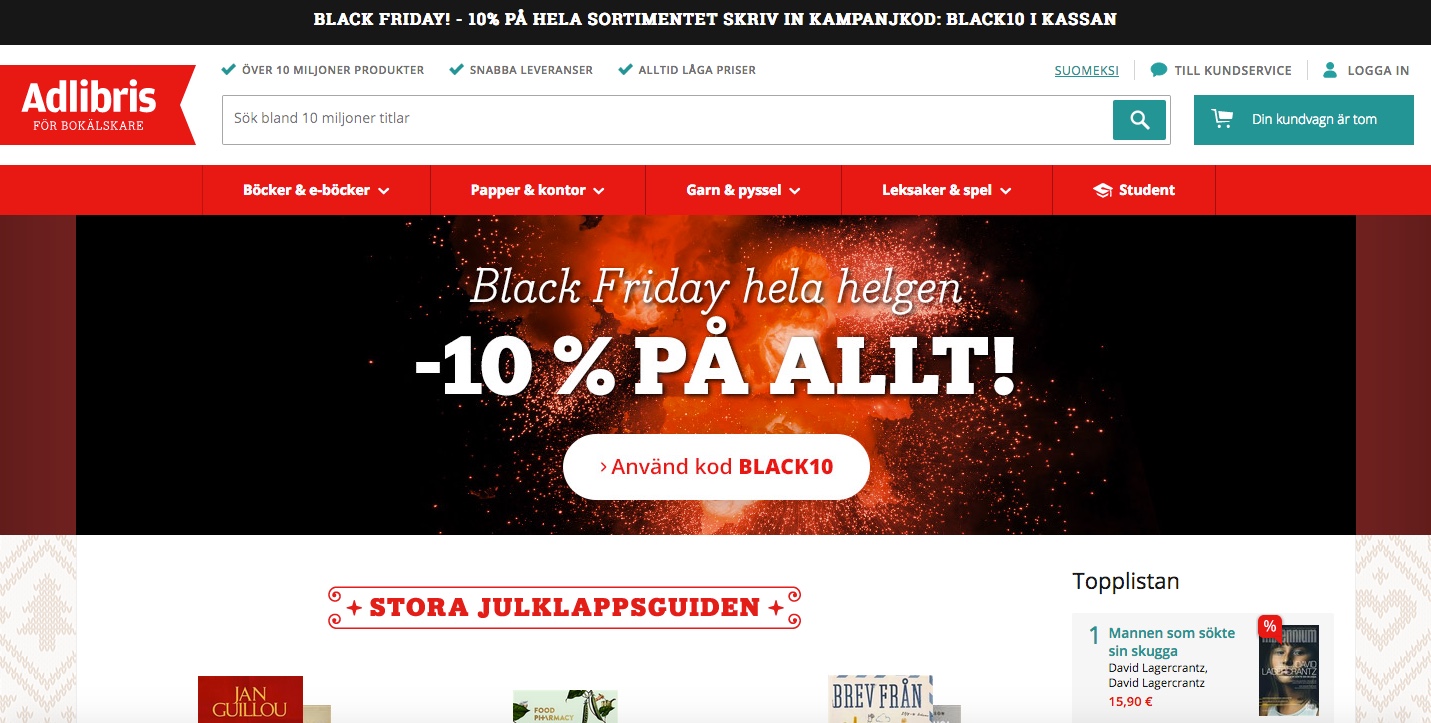 BLACK FRIDAY! - 10% PÅ HELA SORTIMENTET SKRIV IN KAMPANJKOD: BLACK10 I KASSAN
Adlibris
FÖR BOKÄLSKARE
ÖVER 10 MILJONER PRODUKTER
SNABBA LEVERANSER
ALLTID LÅGA PRISER
SUOMEKSI
TILL KUNDSERVICE
LOGGA IN
Sök bland 10 miljoner titlar
Din kundvagn är tom
Böcker & e-böcker
Papper & kontor
Garn & pyssel
Leksaker & spel
Student
Black Friday hela helgen
-10 % PÅ ALLT!
› Använd kod BLACK10
STORA JULKLAPPSGUIDEN
JAN
GUILLOU
FOOD
PHARMACY
BREV FRÅN
Topplistan
1
Mannen som sökte
sin skugga
David Lagercrantz,
David Lagercrantz
15,90 €
%
DAVID
LAGERCRANTZ